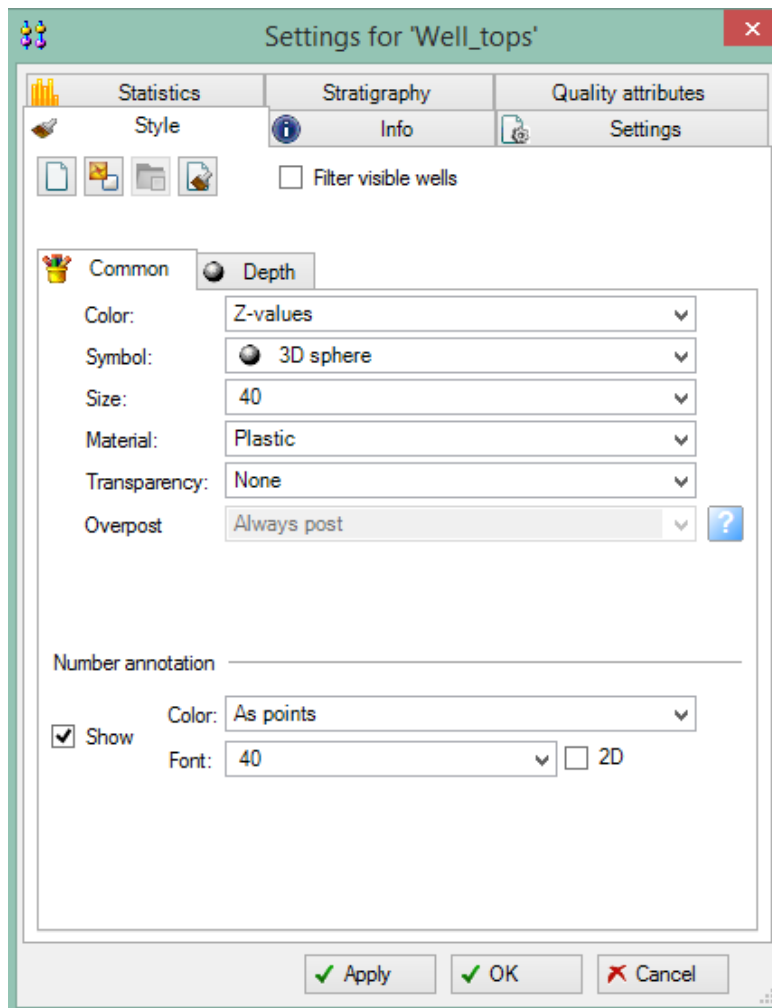 Settings for 'Well_tops'
Statistics Stratigraphy Quality attributes
Style Info Settings
Filter visible wells
Common Depth
Color: Z-values
Symbol: 3D sphere
Size: 40
Material: Plastic
Transparency: None
Overpost Always post ?
Number annotation
Color: As points
Show
Font: 40 2D
Apply OK Cancel